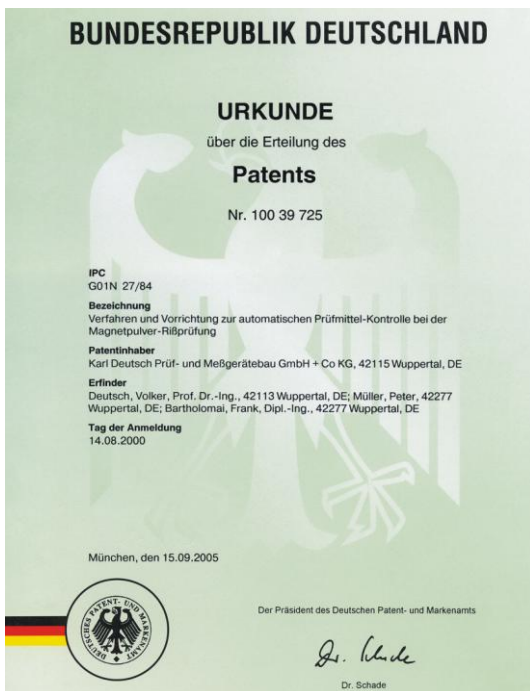 BUNDESREPUBLIK DEUTSCHLAND
URKUNDE
über die Erteilung des
Patents
Nr. 100 39 725
IPC
G01N 27/84
Bezeichnung
Verfahren und Vorrichtung zur automatischen Prüfmittel-Kontrolle bei der
Magnetpulver-Rißprüfung
Patentinhaber
Karl Deutsch Prüf- und Meßgerätebau GmbH + Co KG, 42115 Wuppertal, DE
Erfinder
Deutsch, Volker, Prof. Dr.-Ing., 42113 Wuppertal, DE; Müller, Peter, 42277
Wuppertal, DE; Bartholomai, Frank, Dipl.-Ing., 42277 Wuppertal, DE
Tag der Anmeldung
14.08.2000
München, den 15.09.2005
DEUTSCHES PATENT- UND MARKENAMT
Der Präsident des Deutschen Patent- und Markenamts
Dr. Schade
Dr. Schade